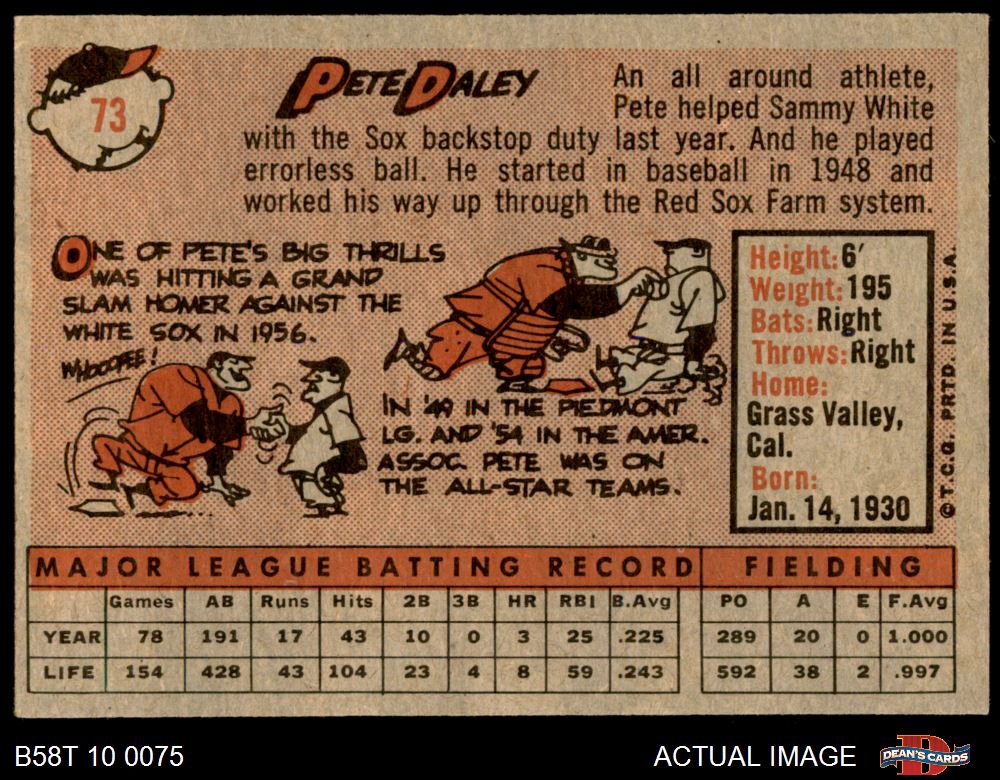 73
PETE DALEY
An all around athlete,
Pete helped Sammy White
with the Sox backstop duty last year. And he played
errorless ball. He started in baseball in 1948 and
worked his way up through the Red Sox Farm system.
ONE OF PETE'S BIG THRILLS
WAS HITTING A GRAND
SLAM HOMER AGAINST THE
WHITE SOX IN 1956.
WHOOPEE!
IN '49 IN THE PIEDMONT
LG. AND '54 IN THE AMER.
ASSOC. PETE WAS ON
THE ALL-STAR TEAMS.
Height: 6'
Weight: 195
Bats: Right
Throws: Right
Home:
Grass Valley,
Cal.
Born:
Jan. 14, 1930
© T.C.G. PRTD. IN U.S.A.
MAJOR LEAGUE BATTING RECORD FIELDING
Games AB Runs Hits 2B 3B HR RBI B.Avg PO A E F.Avg
YEAR 78 191 17 43 10 0 3 25 .225 289 20 0 1.000
LIFE 154 428 43 104 23 4 8 59 .243 592 38 2 .997
B58T 10 0075 ACTUAL IMAGE DEAN'S CARDS